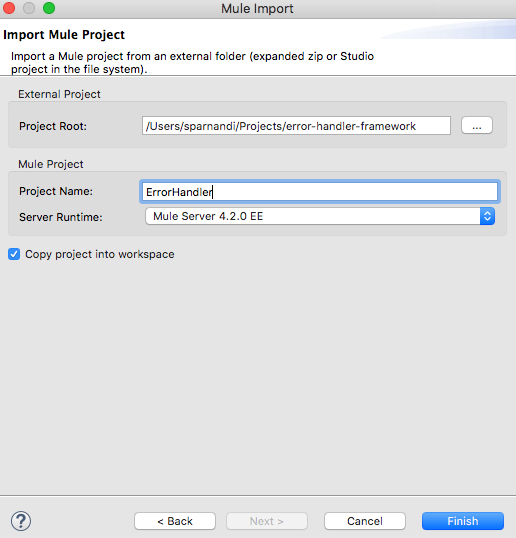 Mule Import
Import Mule Project
Import a Mule project from an external folder (expanded zip or Studio
project in the file system).
External Project
Project Root: /Users/sparnandi/Projects/error-handler-framework ...
Mule Project
Project Name: ErrorHandler
Server Runtime: Mule Server 4.2.0 EE
Copy project into workspace
? < Back Next > Cancel Finish